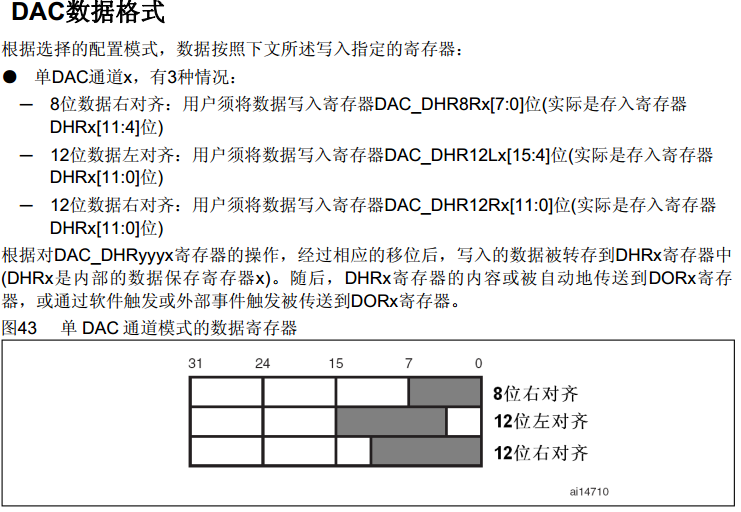 DAC数据格式
根据选择的配置模式，数据按照下文所述写入指定的寄存器：
● 单DAC通道x，有3种情况：
— 8位数据右对齐：用户须将数据写入寄存器DAC_DHR8Rx[7:0]位(实际是存入寄存器
DHRx[11:4]位)
— 12位数据左对齐：用户须将数据写入寄存器DAC_DHR12Lx[15:4]位(实际是存入寄存器
DHRx[11:0]位)
— 12位数据右对齐：用户须将数据写入寄存器DAC_DHR12Rx[11:0]位(实际是存入寄存器
DHRx[11:0]位)
根据对DAC_DHRyyyx寄存器的操作，经过相应的移位后，写入的数据被转存到DHRx寄存器中
(DHRx是内部的数据保存寄存器x)。随后，DHRx寄存器的内容或被自动地传送到DORx寄存
器，或通过软件触发或外部事件触发被传送到DORx寄存器。
图43 单 DAC 通道模式的数据寄存器
31 24 15 7 0
8位右对齐
12位左对齐
12位右对齐
ai14710